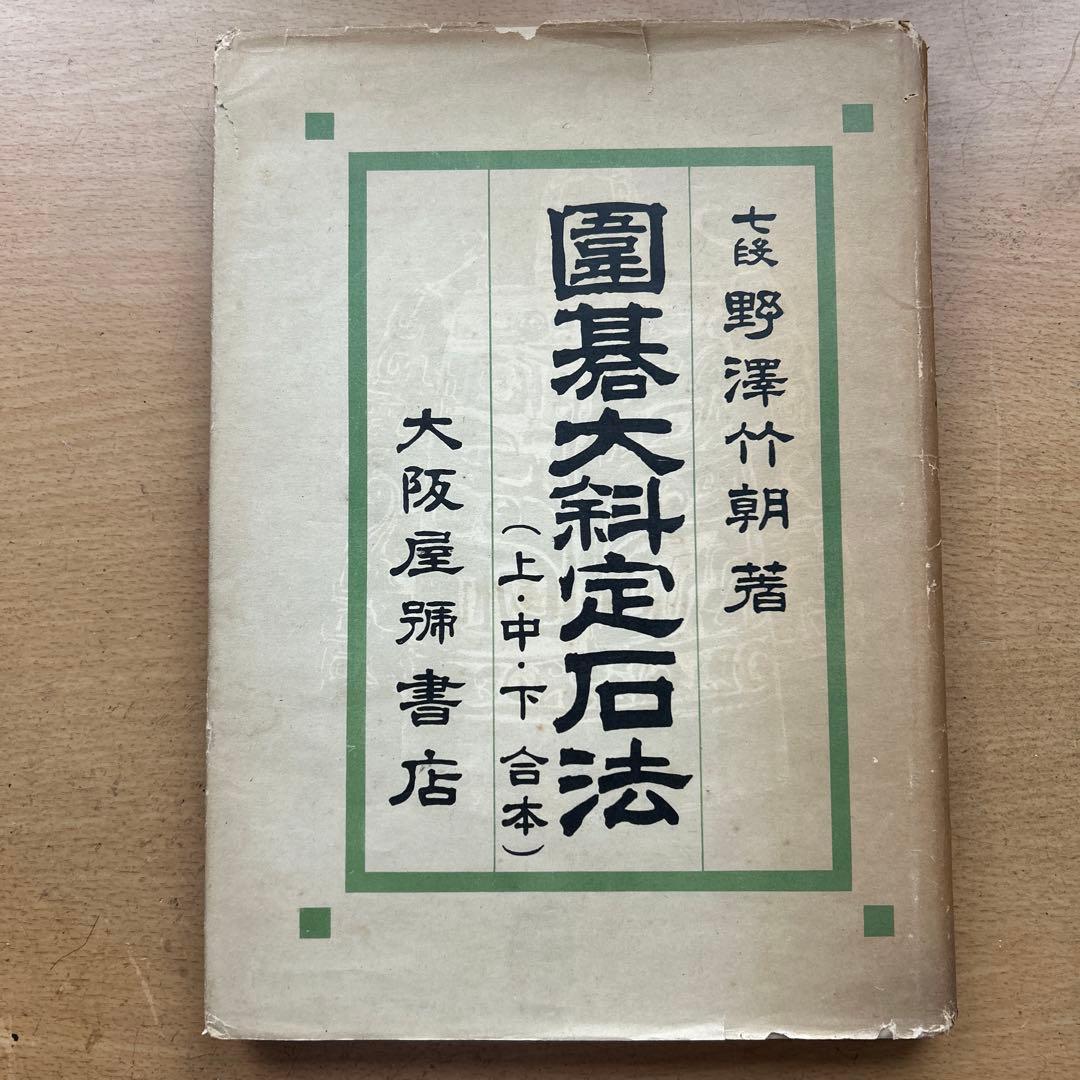 七段 野澤竹朝 著
圍碁大斜定石法
（上・中・下 合本）
大阪屋號書店